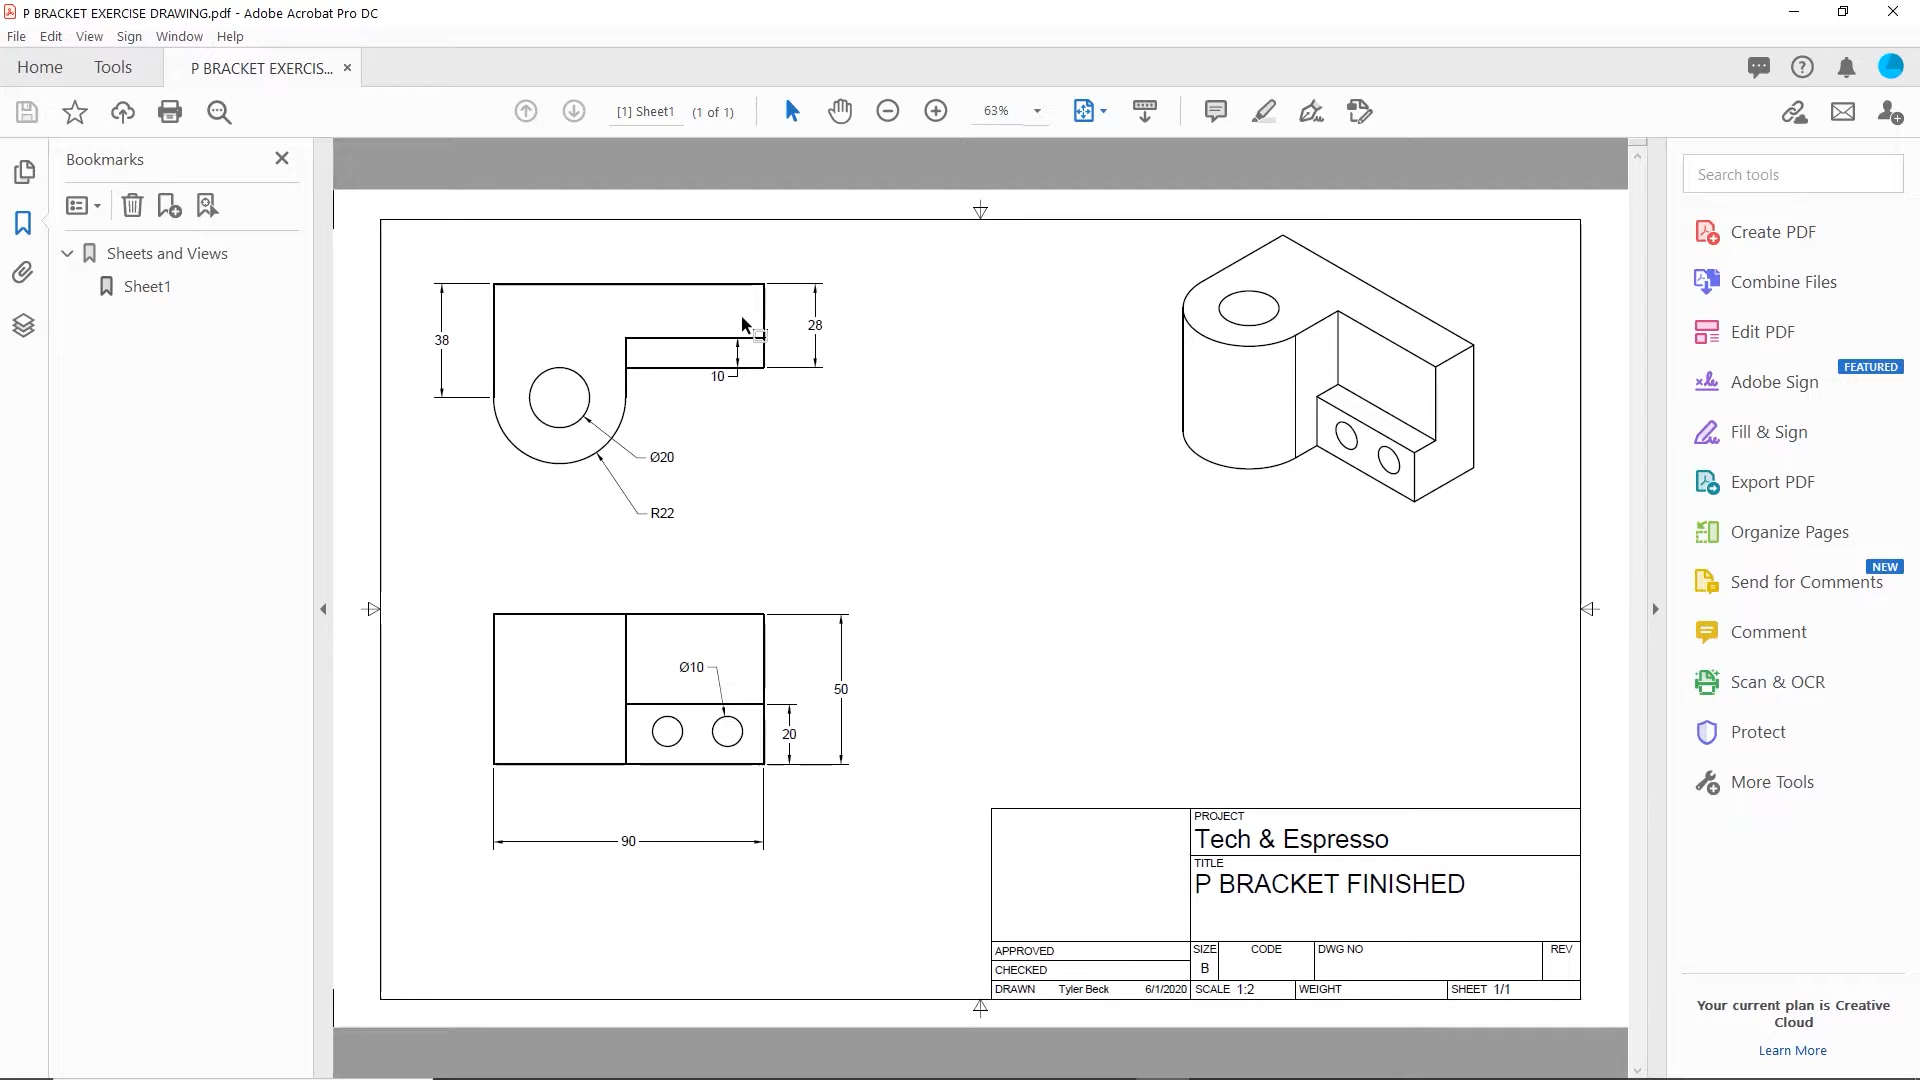 P BRACKET EXERCISE DRAWING.pdf - Adobe Acrobat Pro DC
File Edit View Sign Window Help
Home Tools P BRACKET EXERCIS... ×
[1] Sheet1 (1 of 1) 63%
Bookmarks
Sheets and Views
Sheet1
38
28
10
Ø20
R22
Ø10
50
20
90
PROJECT
Tech & Espresso
TITLE
P BRACKET FINISHED
APPROVED
CHECKED
DRAWN Tyler Beck 6/1/2020
SIZE CODE DWG NO REV
B
SCALE 1:2 WEIGHT SHEET 1/1
Search tools
Create PDF
Combine Files
Edit PDF
FEATURED
Adobe Sign
Fill & Sign
Export PDF
Organize Pages
NEW
Send for Comments
Comment
Scan & OCR
Protect
More Tools
Your current plan is Creative
Cloud
Learn More